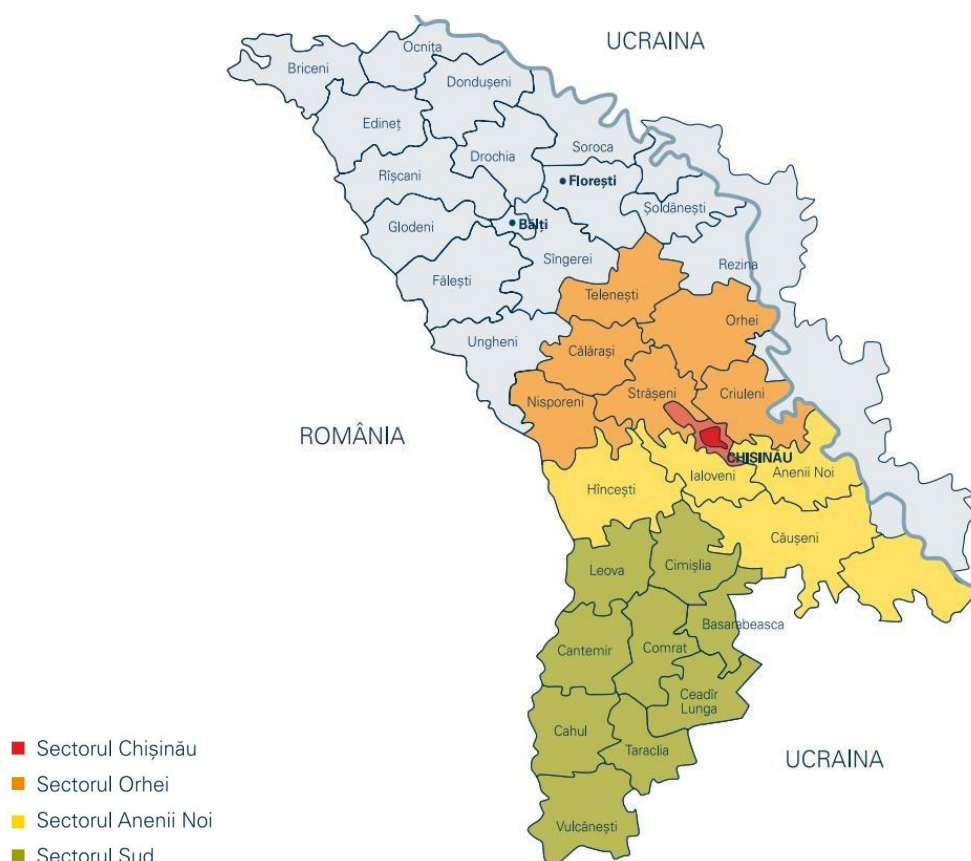 UCRAINA
Ocnița
Briceni
Dondușeni
Edineț
Soroca
Drochia
Rîșcani
Florești
Șoldănești
Glodeni
Bălți
Sîngerei
Rezina
Fălești
Telenești
Orhei
Ungheni
Călărași
Strășeni
Criuleni
Nisporeni
ROMÂNIA
CHISINĂU
Anenii Noi
Ialoveni
Hîncești
Căușeni
Leova
Cimișlia
Basarabeasca
Cantemir
Comrat
Ceadîr
Lunga
Cahul
Taraclia
UCRAINA
Vulcănești
Sectorul Chișinău
Sectorul Orhei
Sectorul Anenii Noi
Sectorul Sud